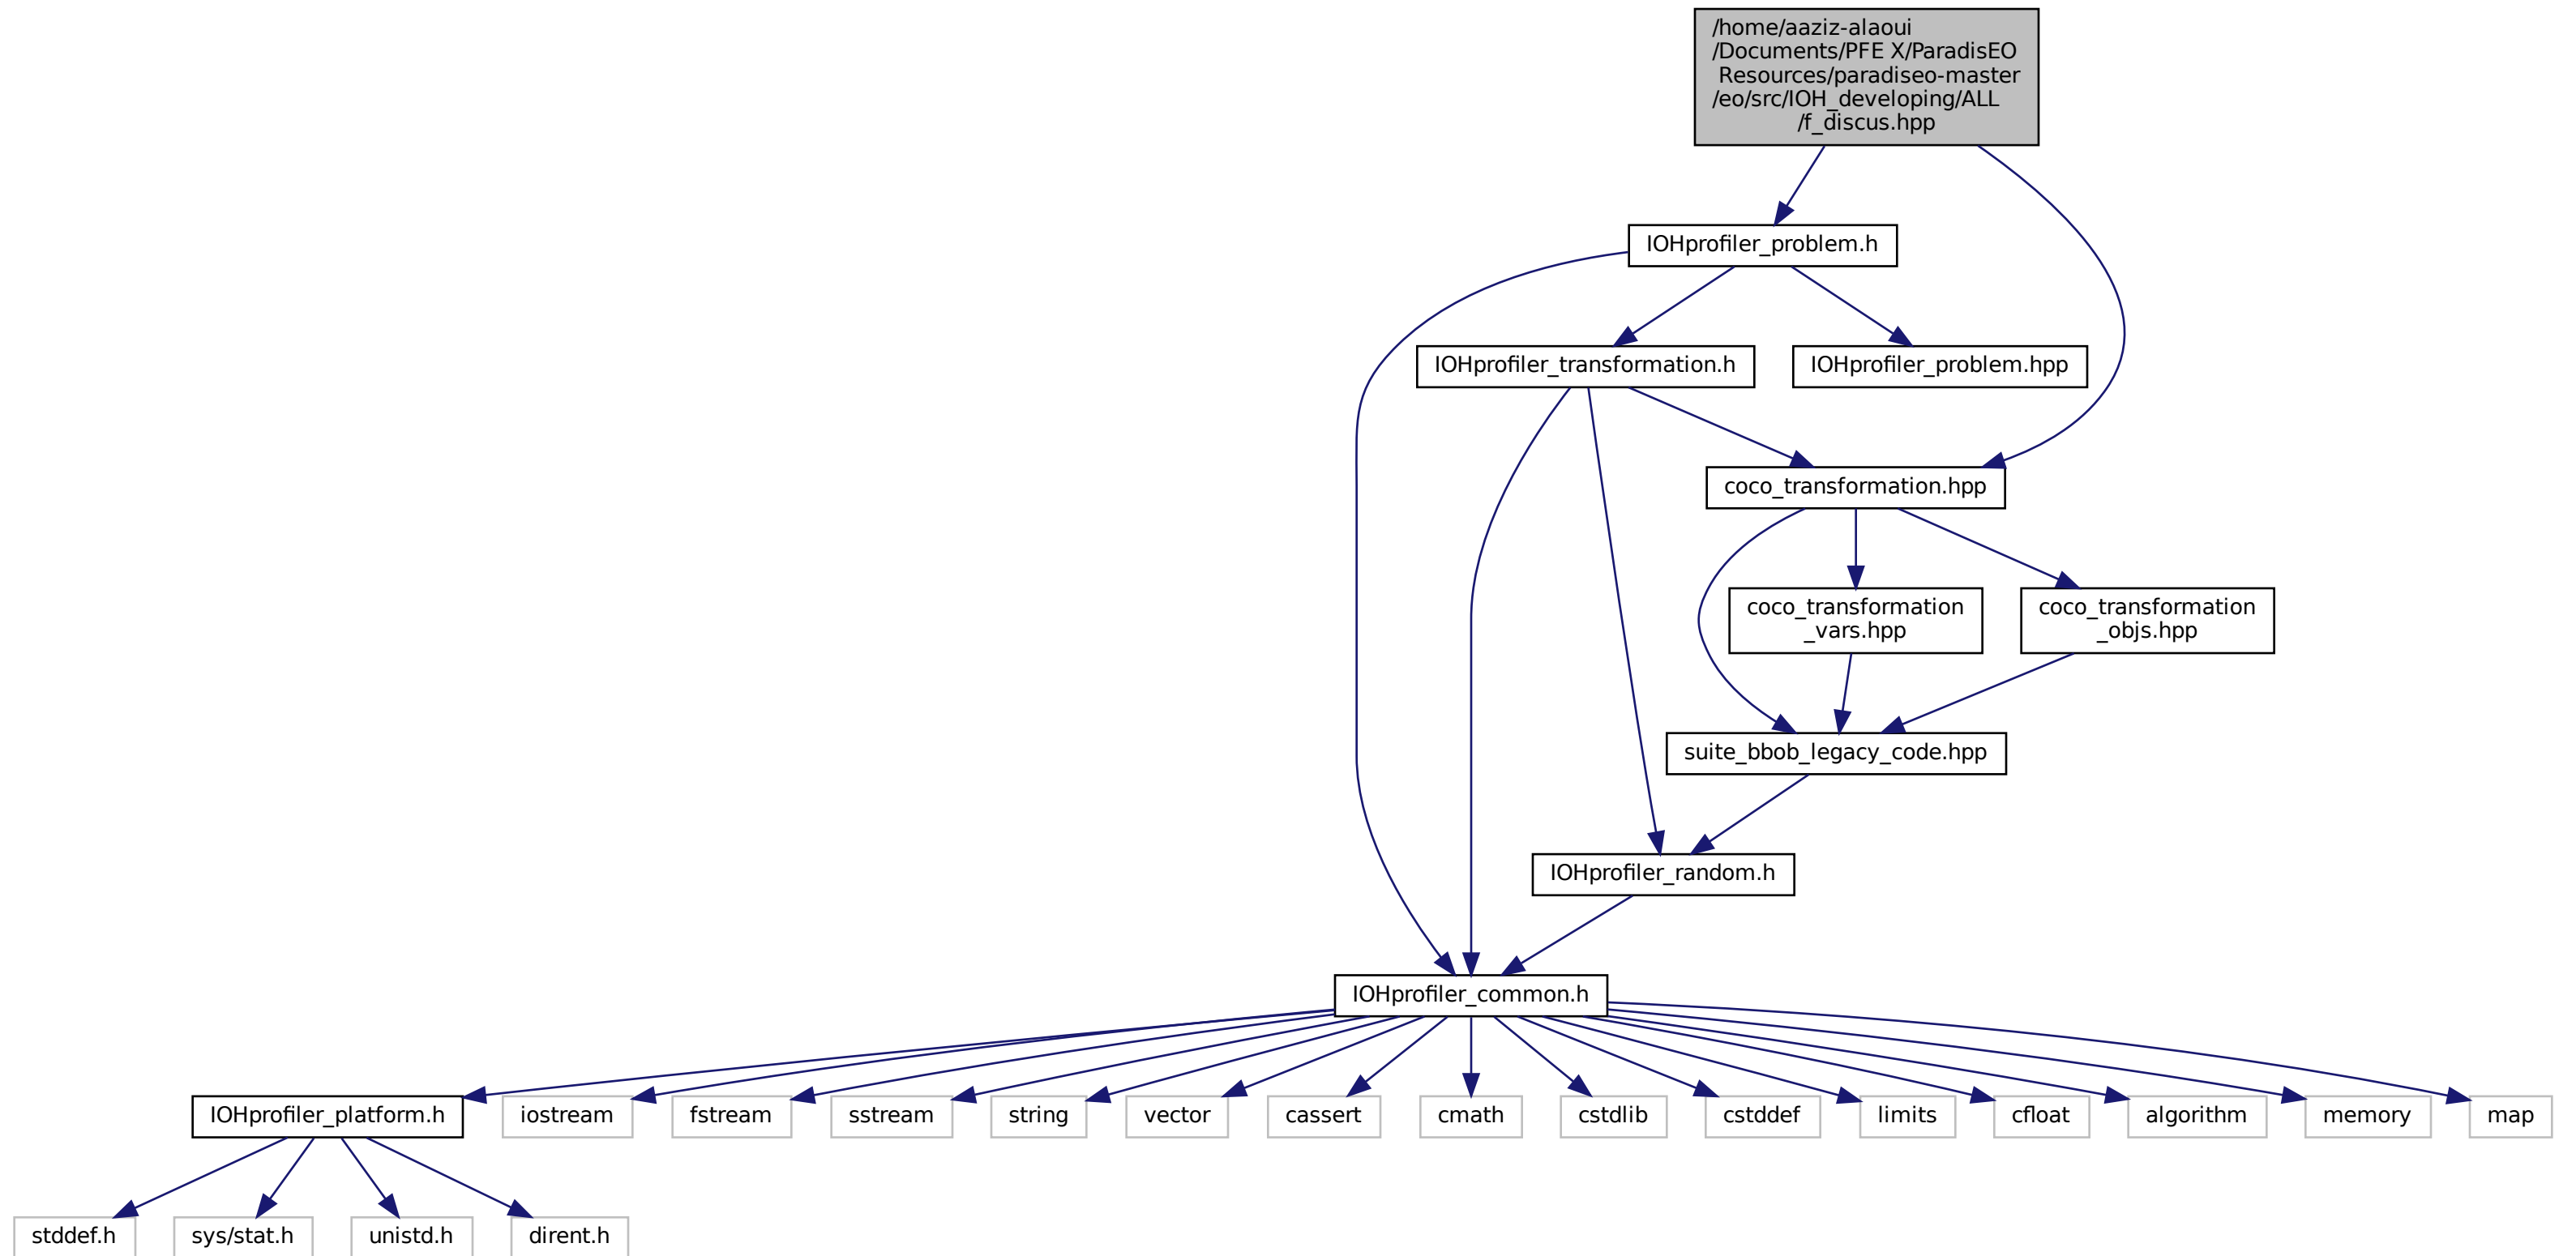 /home/aaziz-alaoui
/Documents/PFE X/ParadisEO
Resources/paradiseo-master
/eo/src/IOH_developing/ALL
/f_discus.hpp
IOHprofiler_problem.h
IOHprofiler_transformation.h
IOHprofiler_problem.hpp
coco_transformation.hpp
coco_transformation
_vars.hpp
coco_transformation
_objs.hpp
suite_bbob_legacy_code.hpp
IOHprofiler_random.h
IOHprofiler_common.h
IOHprofiler_platform.h
iostream
fstream
sstream
string
vector
cassert
cmath
cstdlib
cstddef
limits
cfloat
algorithm
memory
map
stddef.h
sys/stat.h
unistd.h
dirent.h